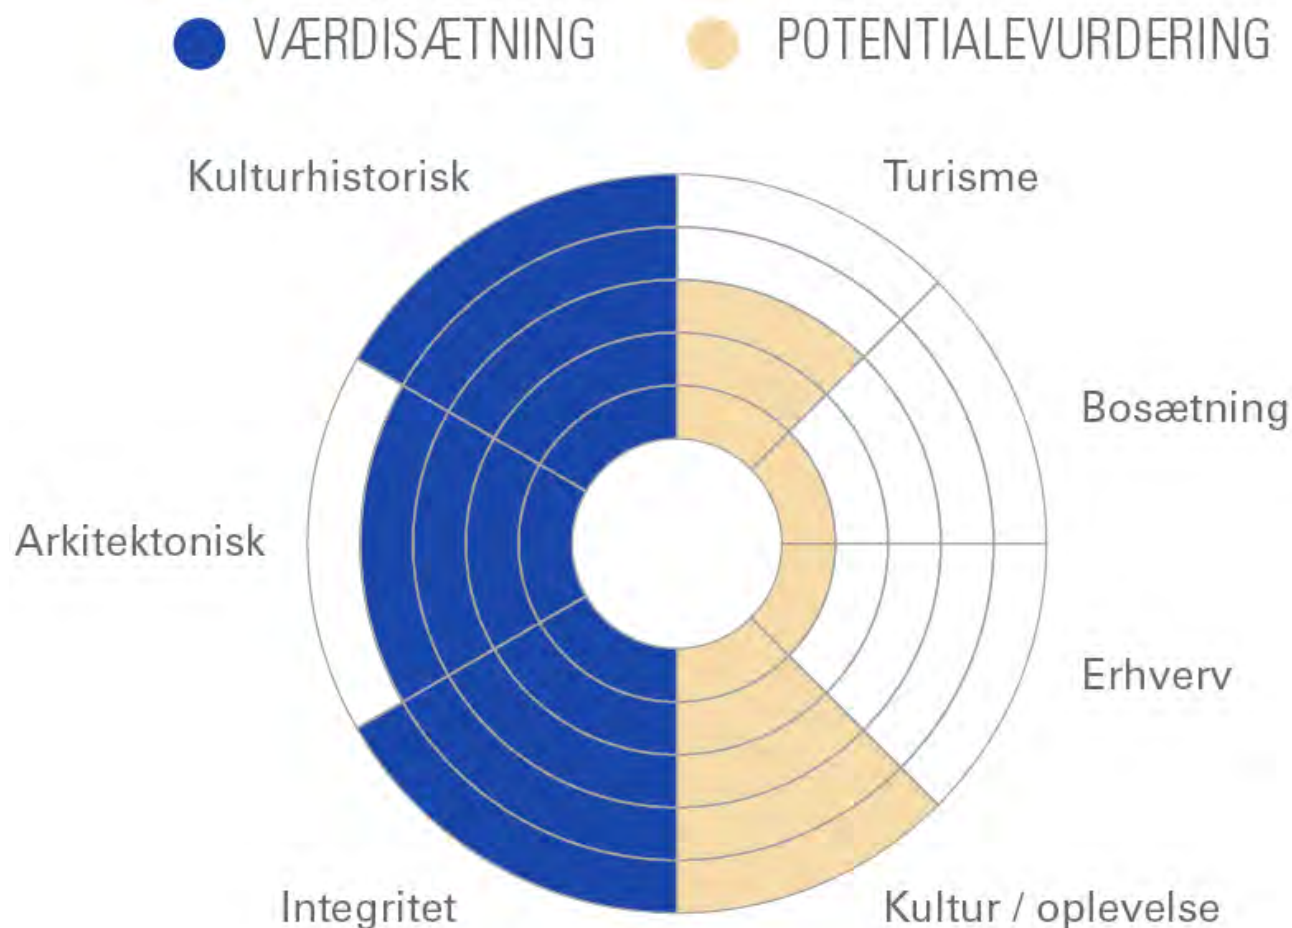 VÆRDISÆTNING
POTENTIALEVURDERING
Kulturhistorisk
Turisme
Bosætning
Arkitektonisk
Erhverv
Integritet
Kultur / oplevelse